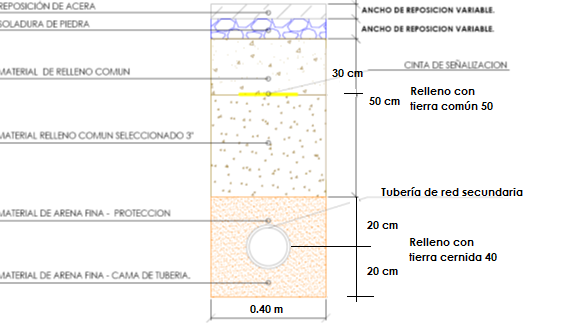 REPOSICIÓN DE ACERA
ANCHO DE REPOSICION VARIABLE.
SOLADURA DE PIEDRA
ANCHO DE REPOSICION VARIABLE.
CINTA DE SEÑALIZACION
MATERIAL DE RELLENO COMUN
30 cm
50 cm
Relleno con
tierra común 50
MATERIAL RELLENO COMUN SELECCIONADO 3"
Tubería de red secundaria
MATERIAL DE ARENA FINA - PROTECCION
20 cm
Relleno con
tierra cernida 40
20 cm
MATERIAL DE ARENA FINA - CAMA DE TUBERIA.
0.40 m